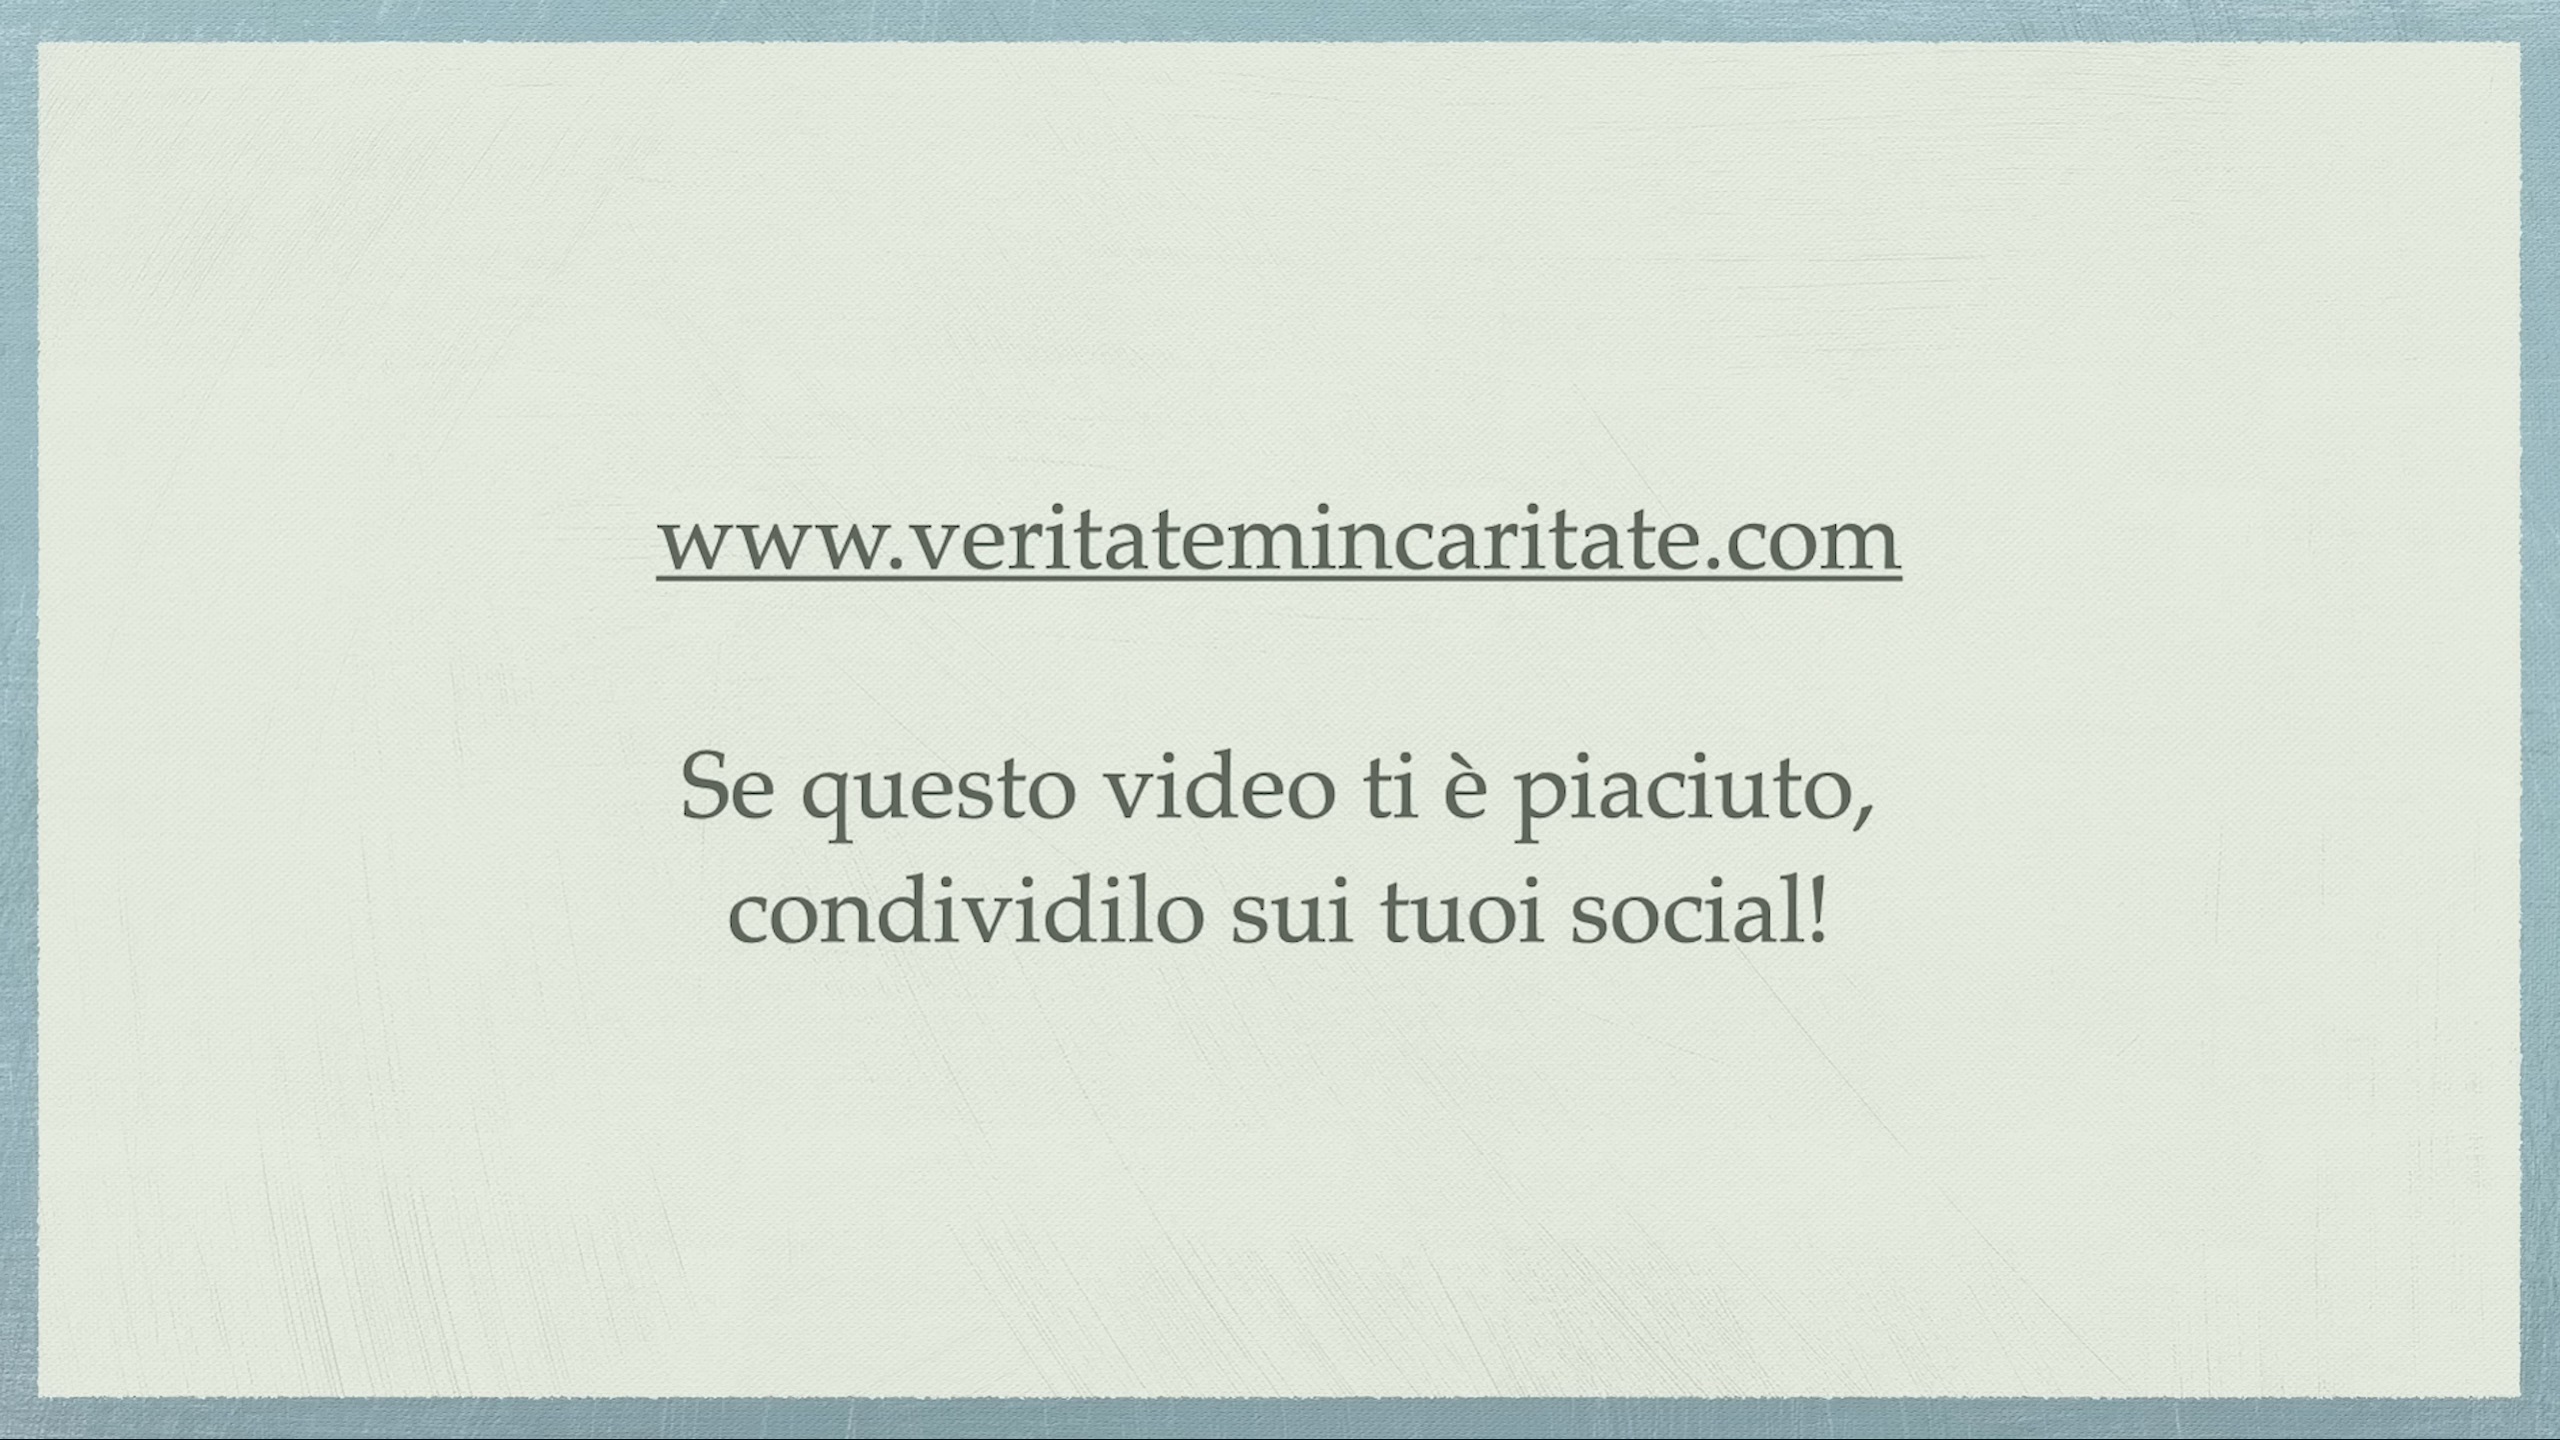 www.veritatemincaritate.com
Se questo video ti è piaciuto,
condividilo sui tuoi social!